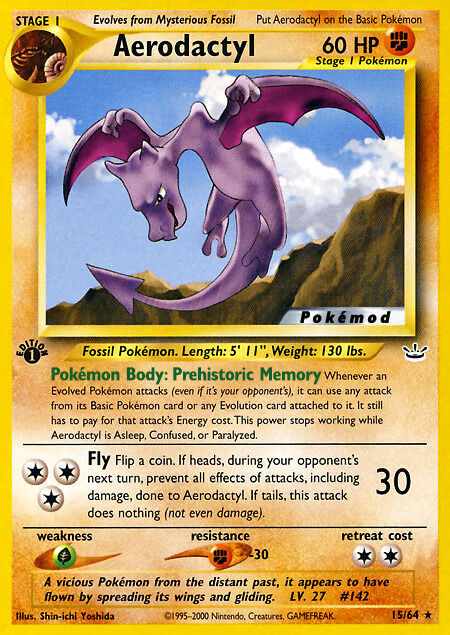 STAGE 1 Evolves from Mysterious Fossil Put Aerodactyl on the Basic Pokémon
Aerodactyl 60 HP
Stage 1 Pokémon
Pokémod
EDITION
1
Fossil Pokémon. Length: 5' 11", Weight: 130 lbs.
Pokémon Body: Prehistoric Memory Whenever an
Evolved Pokémon attacks (even if it's your opponent's), it can use any
attack from its Basic Pokémon card or any Evolution card attached to it. It still
has to pay for that attack's Energy cost. This power stops working while
Aerodactyl is Asleep, Confused, or Paralyzed.
Fly Flip a coin. If heads, during your opponent's
next turn, prevent all effects of attacks, including
damage, done to Aerodactyl. If tails, this attack
does nothing (not even damage).
30
weakness resistance retreat cost
-30
A vicious Pokémon from the distant past, it appears to have
flown by spreading its wings and gliding. LV. 27 #142
Illus. Shin-ichi Yoshida ©1995-2000 Nintendo, Creatures, GAMEFREAK. 15/64 ★